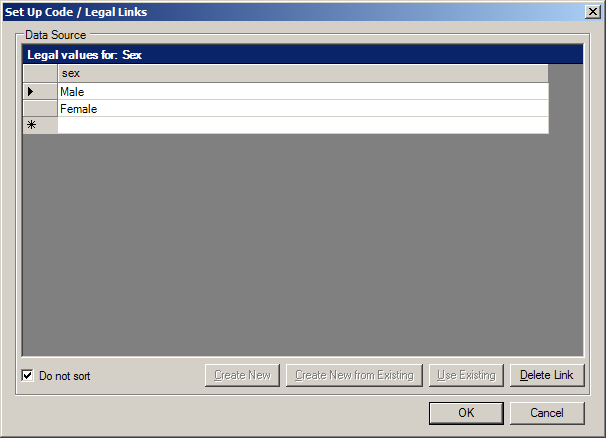 Set Up Code / Legal Links
Data Source
Legal values for: Sex
sex
Male
Female
Do not sort
Create New
Create New from Existing
Use Existing
Delete Link
OK
Cancel